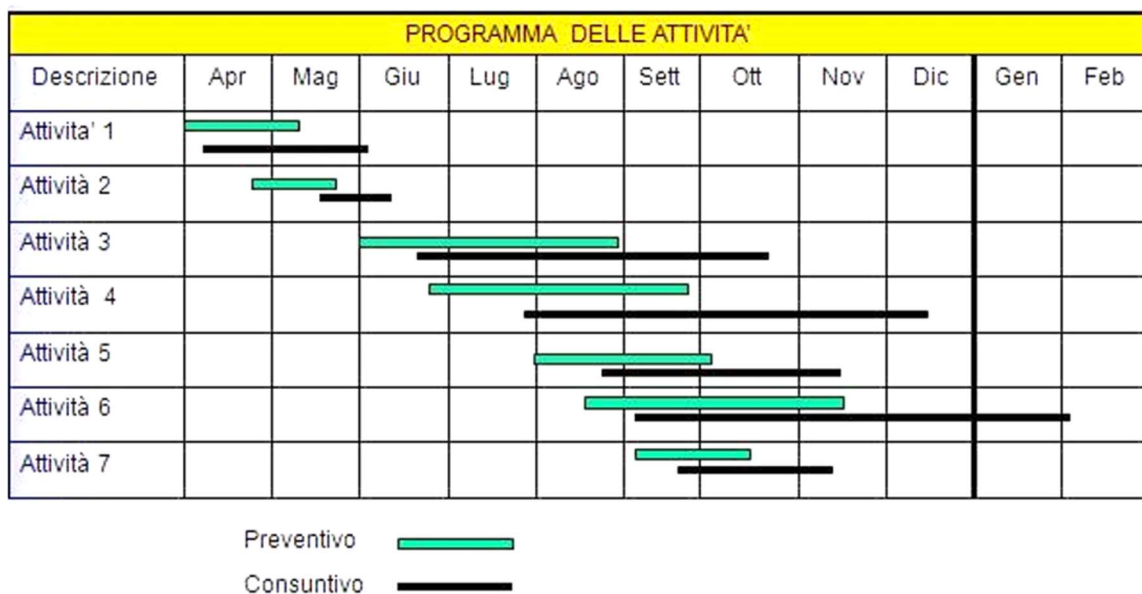 PROGRAMMA DELLE ATTIVITA'
Descrizione Apr Mag Giu Lug Ago Sett Ott Nov Dic Gen Feb
Attivita' 1
Attività 2
Attività 3
Attività 4
Attività 5
Attività 6
Attività 7
Preventivo
Consuntivo